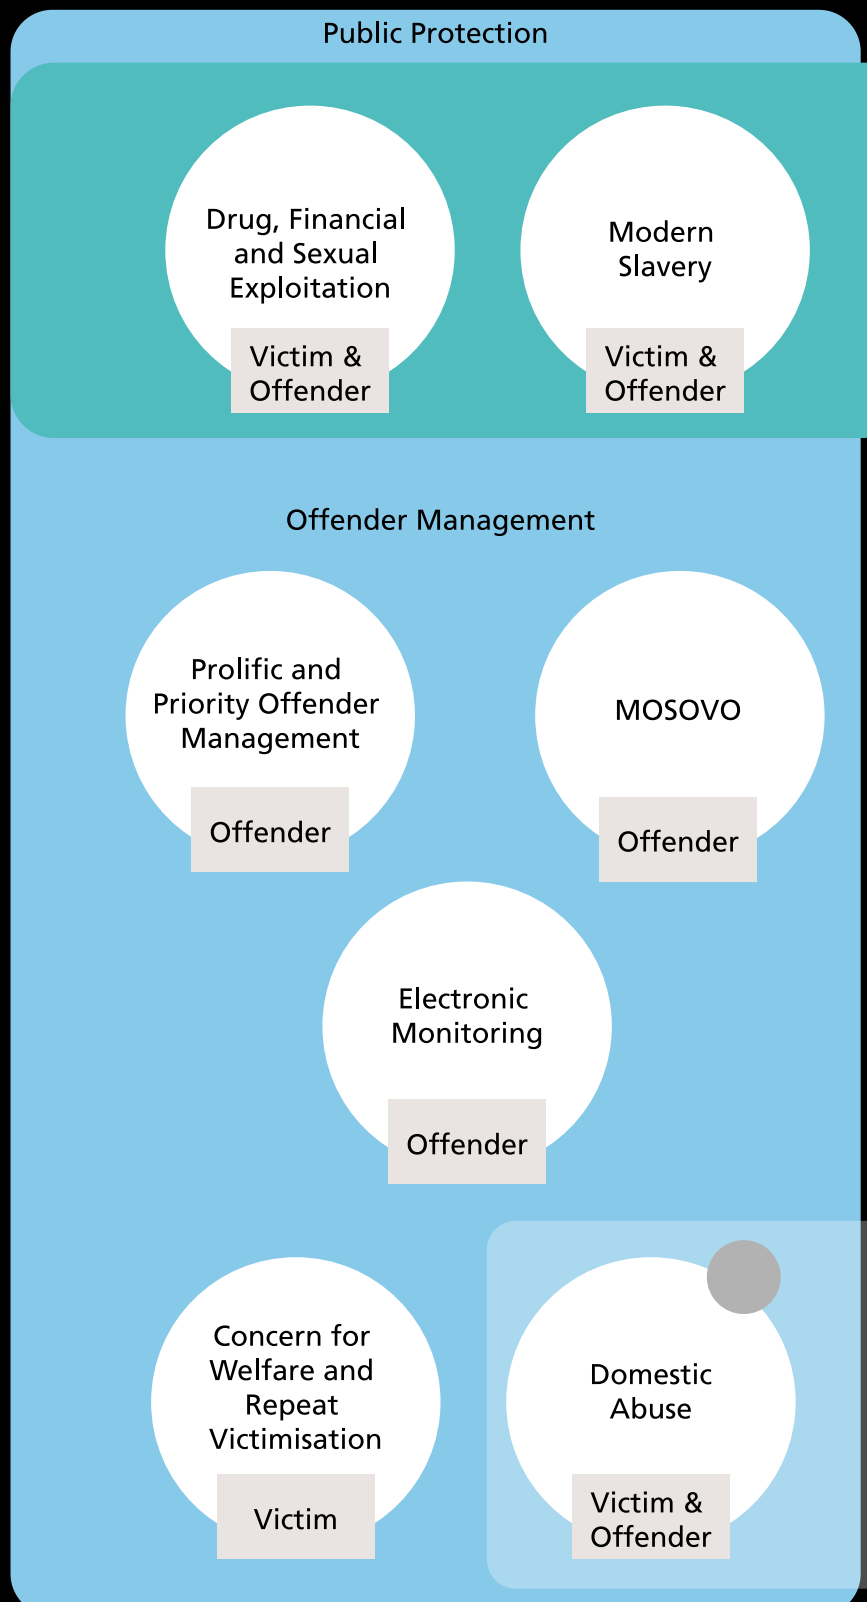 Public Protection
Drug, Financial
and Sexual
Exploitation
Victim &
Offender
Modern
Slavery
Victim &
Offender
Offender Management
Prolific and
Priority Offender
Management
Offender
MOSOVO
Offender
Electronic
Monitoring
Offender
Concern for
Welfare and
Repeat
Victimisation
Victim
Domestic
Abuse
Victim &
Offender